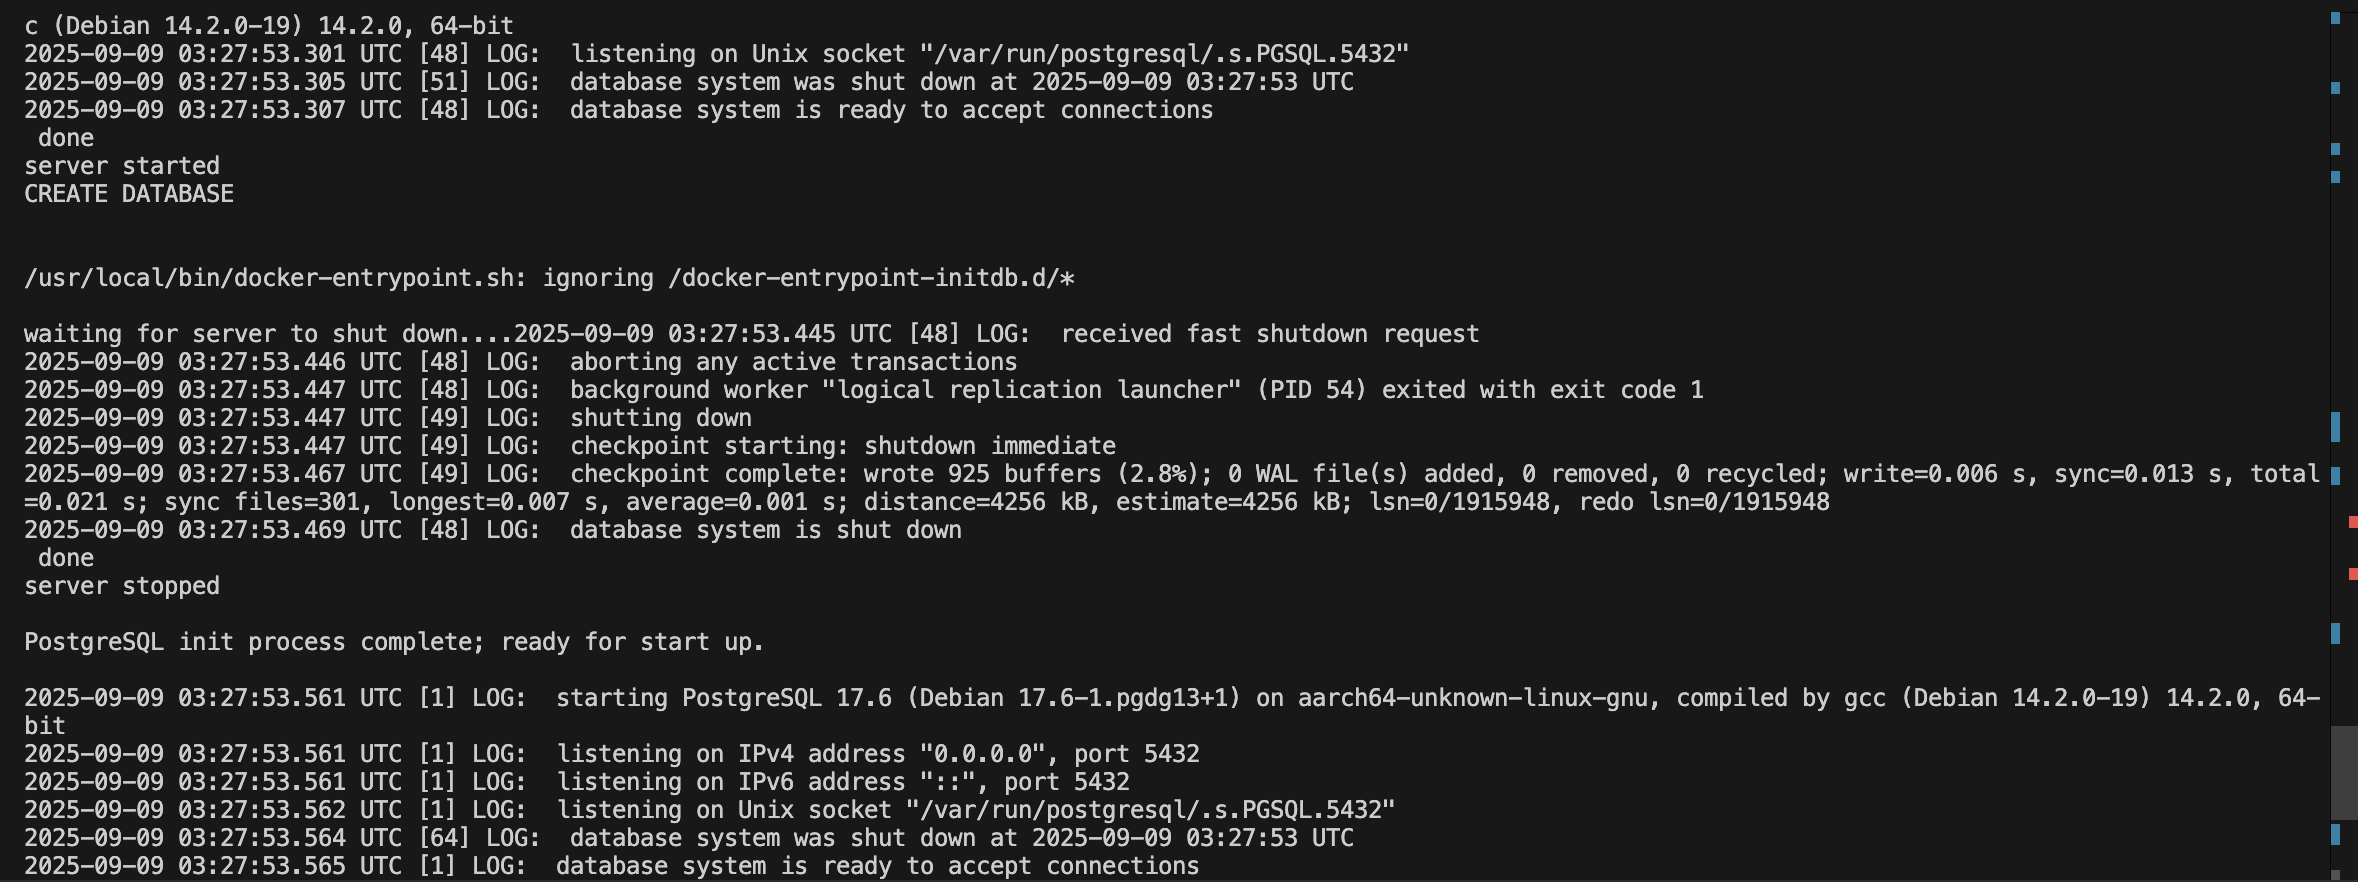 c (Debian 14.2.0-19) 14.2.0, 64-bit
2025-09-09 03:27:53.301 UTC [48] LOG:  listening on Unix socket "/var/run/postgresql/.s.PGSQL.5432"
2025-09-09 03:27:53.305 UTC [51] LOG:  database system was shut down at 2025-09-09 03:27:53 UTC
2025-09-09 03:27:53.307 UTC [48] LOG:  database system is ready to accept connections
 done
server started
CREATE DATABASE
/usr/local/bin/docker-entrypoint.sh: ignoring /docker-entrypoint-initdb.d/*
waiting for server to shut down....2025-09-09 03:27:53.445 UTC [48] LOG:  received fast shutdown request
2025-09-09 03:27:53.446 UTC [48] LOG:  aborting any active transactions
2025-09-09 03:27:53.447 UTC [48] LOG:  background worker "logical replication launcher" (PID 54) exited with exit code 1
2025-09-09 03:27:53.447 UTC [49] LOG:  shutting down
2025-09-09 03:27:53.447 UTC [49] LOG:  checkpoint starting: shutdown immediate
2025-09-09 03:27:53.467 UTC [49] LOG:  checkpoint complete: wrote 925 buffers (2.8%); 0 WAL file(s) added, 0 removed, 0 recycled; write=0.006 s, sync=0.013 s, total
=0.021 s; sync files=301, longest=0.007 s, average=0.001 s; distance=4256 kB, estimate=4256 kB; lsn=0/1915948, redo lsn=0/1915948
2025-09-09 03:27:53.469 UTC [48] LOG:  database system is shut down
 done
server stopped
PostgreSQL init process complete; ready for start up.
2025-09-09 03:27:53.561 UTC [1] LOG:  starting PostgreSQL 17.6 (Debian 17.6-1.pgdg13+1) on aarch64-unknown-linux-gnu, compiled by gcc (Debian 14.2.0-19) 14.2.0, 64-
bit
2025-09-09 03:27:53.561 UTC [1] LOG:  listening on IPv4 address "0.0.0.0", port 5432
2025-09-09 03:27:53.561 UTC [1] LOG:  listening on IPv6 address "::", port 5432
2025-09-09 03:27:53.562 UTC [1] LOG:  listening on Unix socket "/var/run/postgresql/.s.PGSQL.5432"
2025-09-09 03:27:53.564 UTC [64] LOG:  database system was shut down at 2025-09-09 03:27:53 UTC
2025-09-09 03:27:53.565 UTC [1] LOG:  database system is ready to accept connections